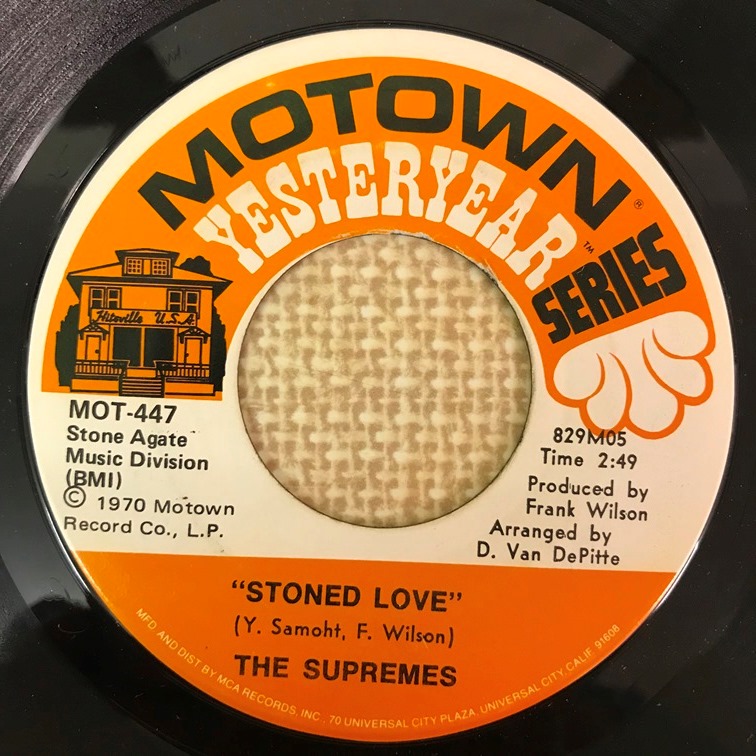 MOTOWN®
YESTERYEAR™
SERIES
Hitsville U.S.A.
MOT-447
Stone Agate
Music Division
(BMI)
© 1970 Motown
Record Co., L.P.
829M05
Time 2:49
Produced by
Frank Wilson
Arranged by
D. Van DePitte
"STONED LOVE"
(Y. Samoht, F. Wilson)
THE SUPREMES
MFD AND DIST BY MCA RECORDS, INC., 70 UNIVERSAL CITY PLAZA, UNIVERSAL CITY, CALIF. 91608